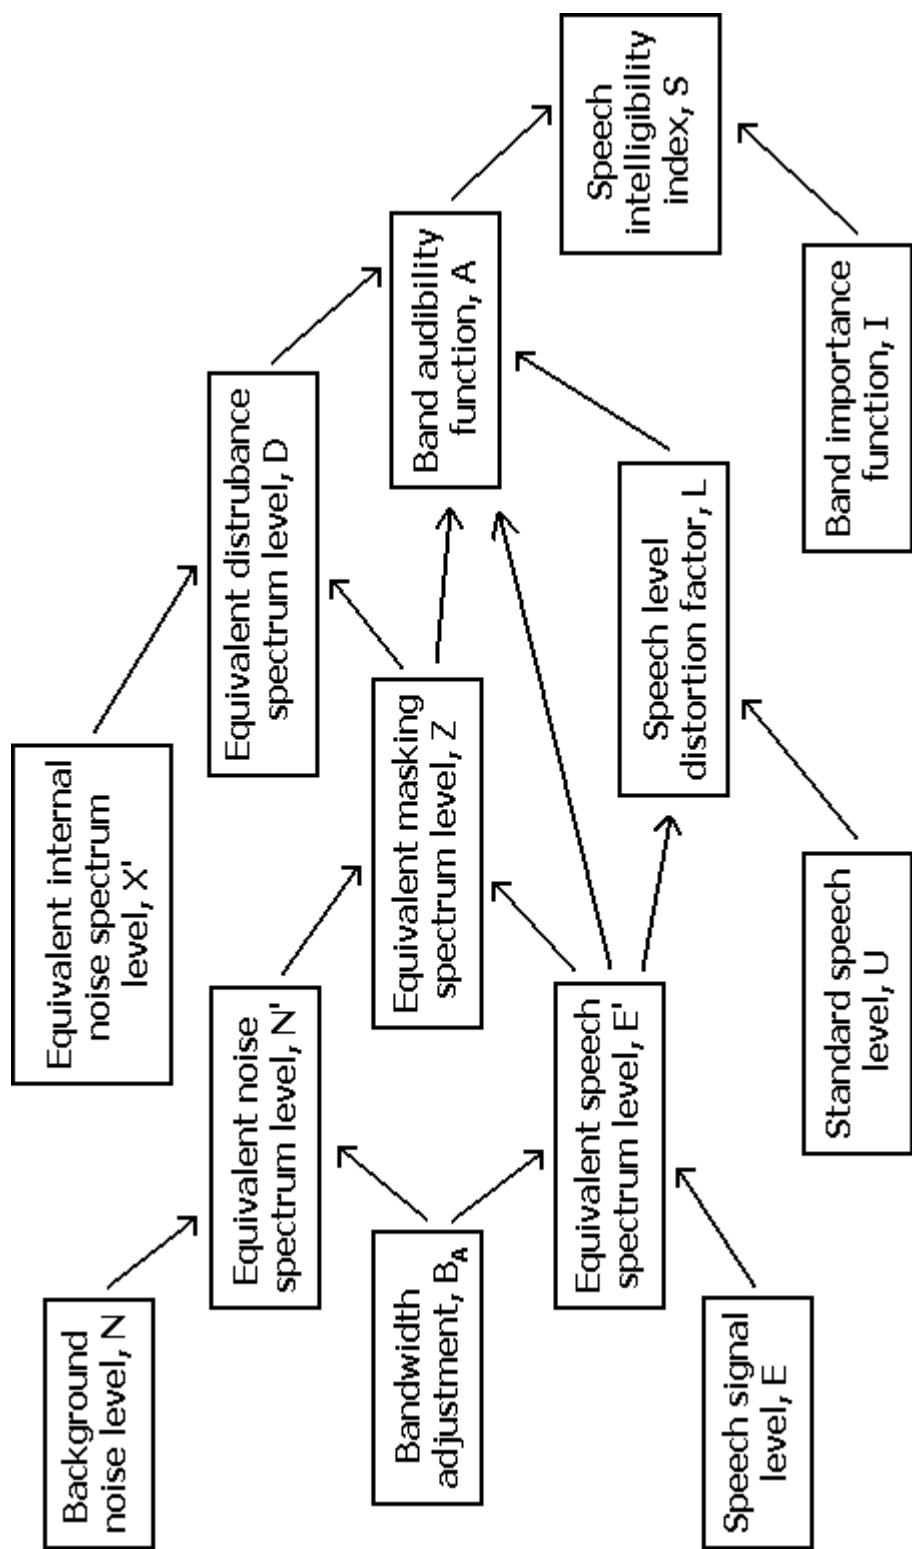 Background
noise level, N
Bandwidth
adjustment, BA
Speech signal
level, E
Equivalent noise
spectrum level, N'
Equivalent speech
spectrum level, E'
Equivalent internal
noise spectrum
level, X'
Equivalent masking
spectrum level, Z
Standard speech
level, U
Equivalent distrubance
spectrum level, D
Speech level
distortion factor, L
Band audibility
function, A
Band importance
function, I
Speech
intelligibility
index, S